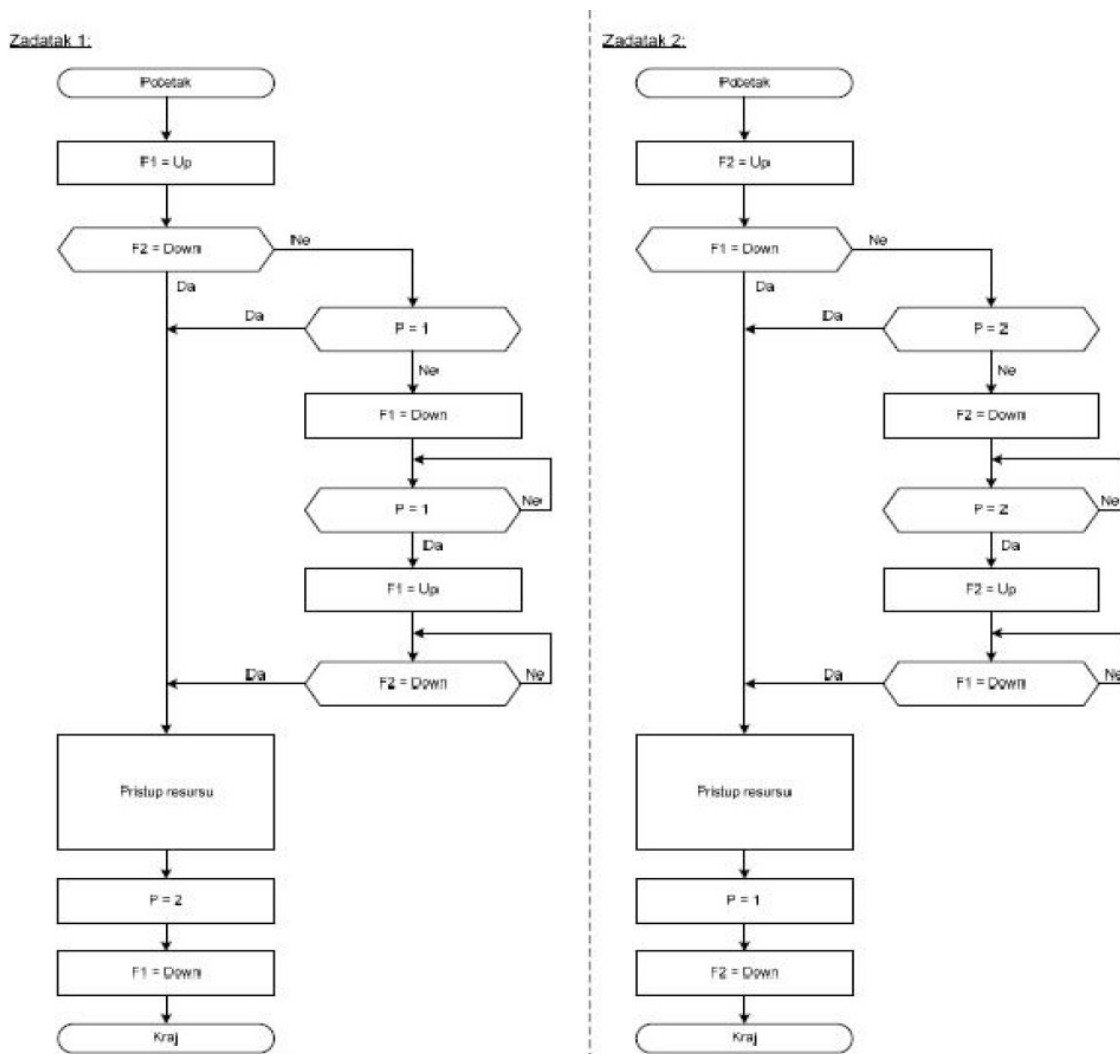 Zadatak 1:
Početak
F1 = Up
F2 = Down
Ne
Da
P = 1
Da
Ne
F1 = Down
P = 1
Ne
Da
F1 = Up
F2 = Down
Ne
Da
Pristup resursu
P = 2
F1 = Down
Kraj
Zadatak 2:
Početak
F2 = Up
F1 = Down
Ne
Da
P = 2
Da
Ne
F2 = Down
P = 2
Ne
Da
F2 = Up
F1 = Down
Ne
Da
Pristup resursu
P = 1
F2 = Down
Kraj